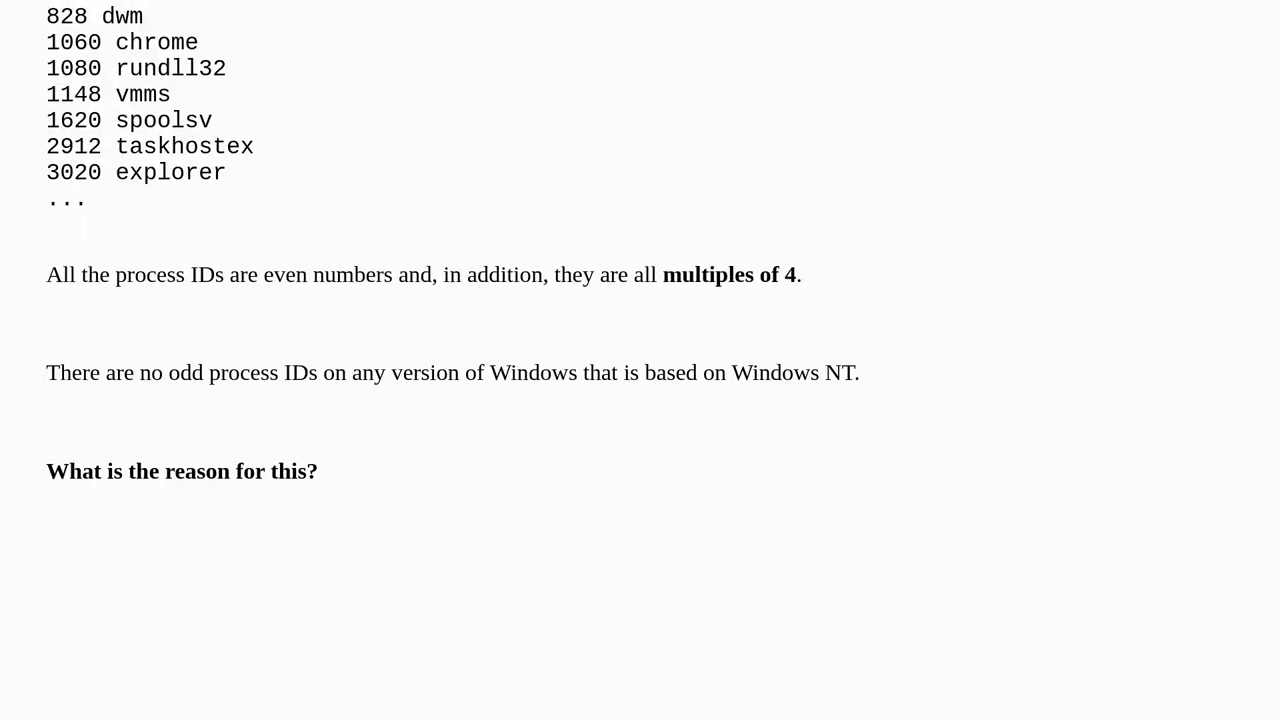 828 dwm
1060 chrome
1080 rundll32
1148 vmms
1620 spoolsv
2912 taskhostex
3020 explorer
...
All the process IDs are even numbers and, in addition, they are all multiples of 4.
There are no odd process IDs on any version of Windows that is based on Windows NT.
What is the reason for this?